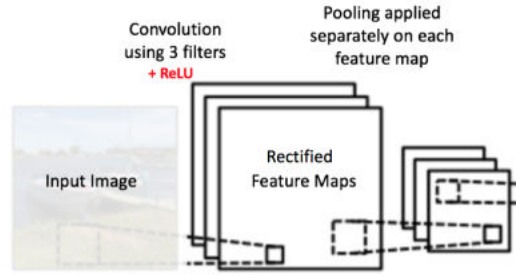 Convolution
using 3 filters
+ ReLU
Pooling applied
separately on each
feature map
Input Image
Rectified
Feature Maps